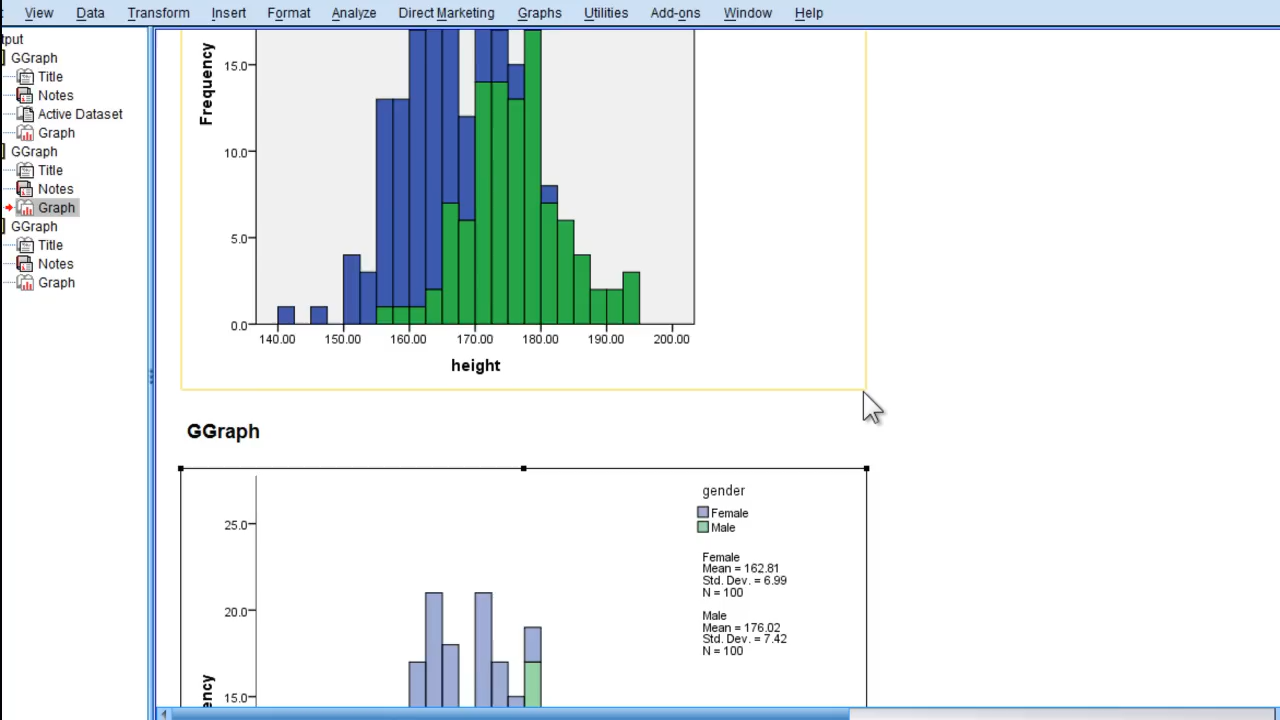 View Data Transform Insert Format Analyze Direct Marketing Graphs Utilities Add-ons Window Help
tput
GGraph
Title
Notes
Active Dataset
Graph
GGraph
Title
Notes
Graph
GGraph
Title
Notes
Graph
Frequency
15.0
10.0
5.0
0.0
140.00 150.00 160.00 170.00 180.00 190.00 200.00
height
GGraph
gender
Female
Male
Female
Mean = 162.81
Std. Dev. = 6.99
N = 100
Male
Mean = 176.02
Std. Dev. = 7.42
N = 100
25.0
20.0
15.0
ency